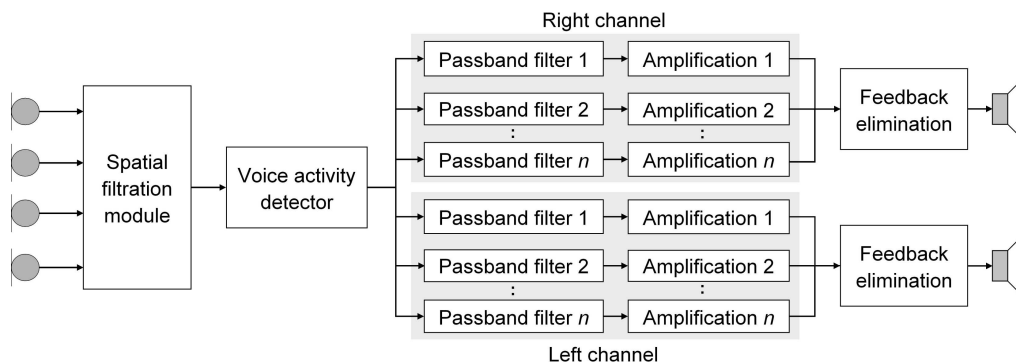 Right channel
Passband filter 1
Amplification 1
Passband filter 2
Amplification 2
:
:
Passband filter n
Amplification n
Feedback
elimination
Spatial
filtration
module
Voice activity
detector
Passband filter 1
Amplification 1
Passband filter 2
Amplification 2
:
:
Passband filter n
Amplification n
Feedback
elimination
Left channel